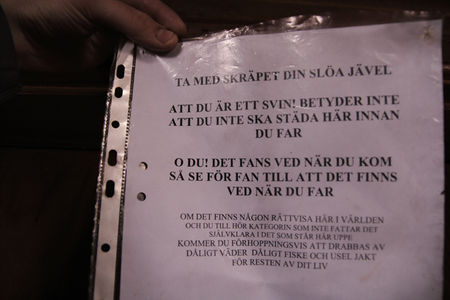 TA MED SKRÄPET DIN SLÖA JÄVEL
ATT DU ÄR ETT SVIN! BETYDER INTE
ATT DU INTE SKA STÄDA HÄR INNAN
DU FAR
O DU! DET FANS VED NÄR DU KOM
SÅ SE FÖR FAN TILL ATT DET FINNS
VED NÄR DU FAR
OM DET FINNS NÅGON RÄTTVISA HÄR I VÄRLDEN
OCH DU TILL HÖR KATEGORIN SOM INTE FATTAR DET
SJÄLVKLARA I DET SOM STÅR HÄR UPPE
KOMMER DU FÖRHOPPNINGSVIS ATT DRABBAS AV
DÅLIGT VÄDER DÅLIGT FISKE OCH USEL JAKT
FÖR RESTEN AV DIT LIV